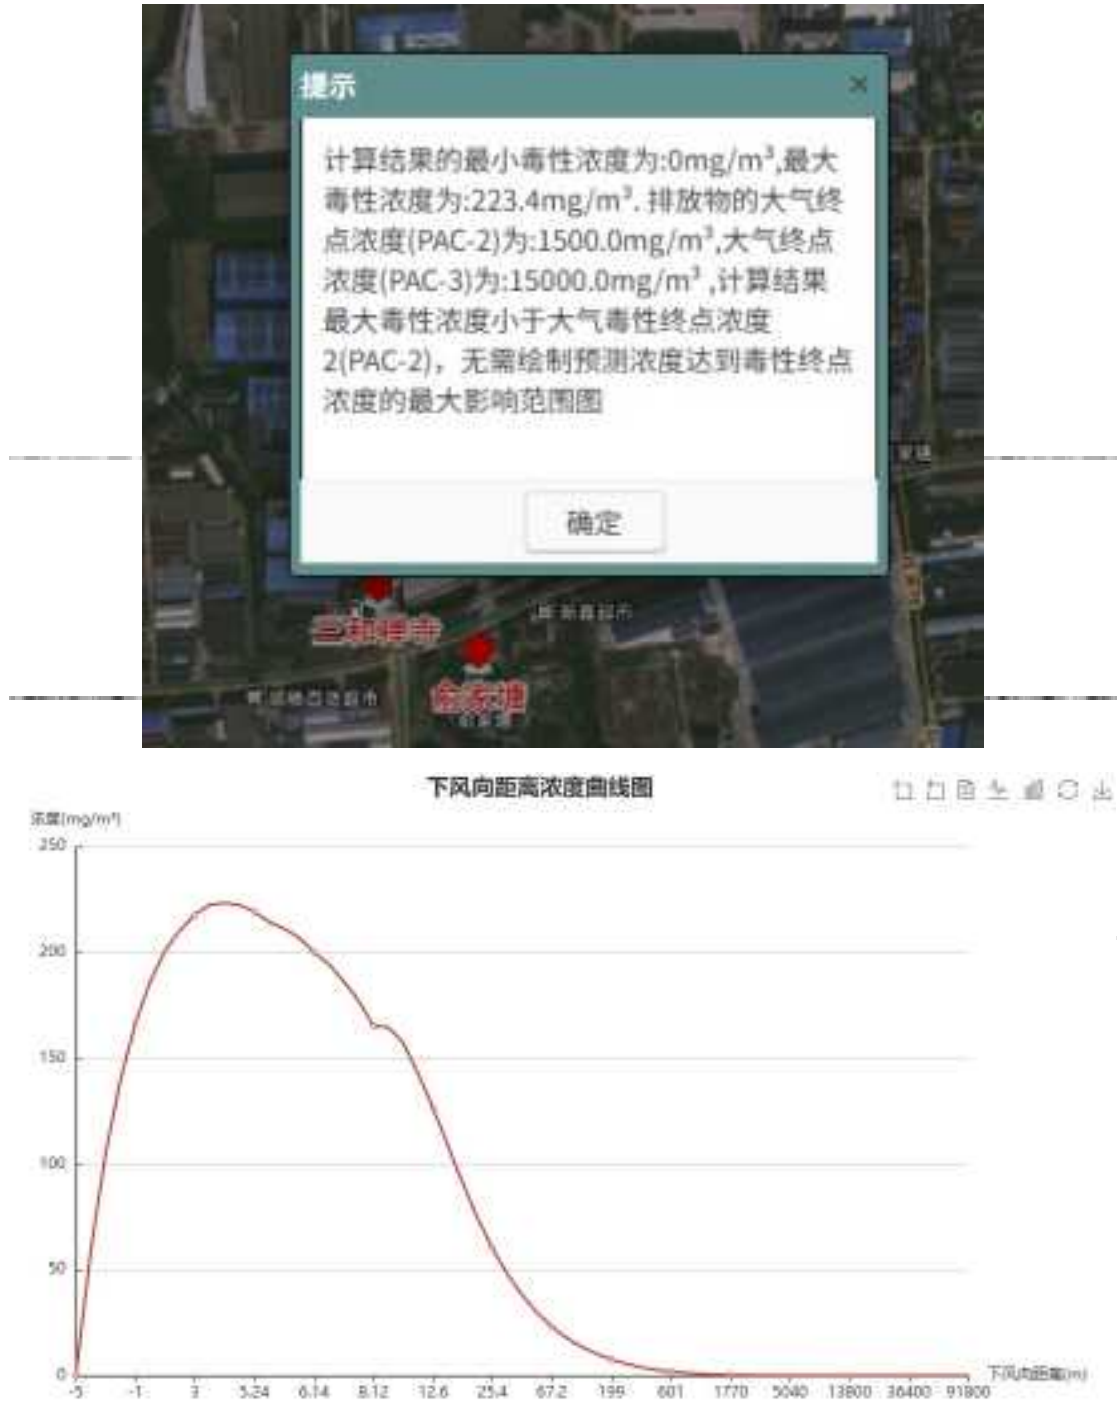 提示
计算结果的最小毒性浓度为:0mg/m³,最大
毒性浓度为:223.4mg/m³. 排放物的大气终
点浓度(PAC-2)为:1500.0mg/m³,大气终点
浓度(PAC-3)为:15000.0mg/m³ ,计算结果
最大毒性浓度小于大气毒性终点浓度
2(PAC-2)，无需绘制预测浓度达到毒性终点
浓度的最大影响范围图
确定
下风向距离浓度曲线图
浓度(mg/m³)
250
200
150
100
50
0
-5 -1 3 5.24 6.14 8.12 12.6 25.4 67.2 199 601 1770 5040 13800 36400 91800
下风向距离(m)